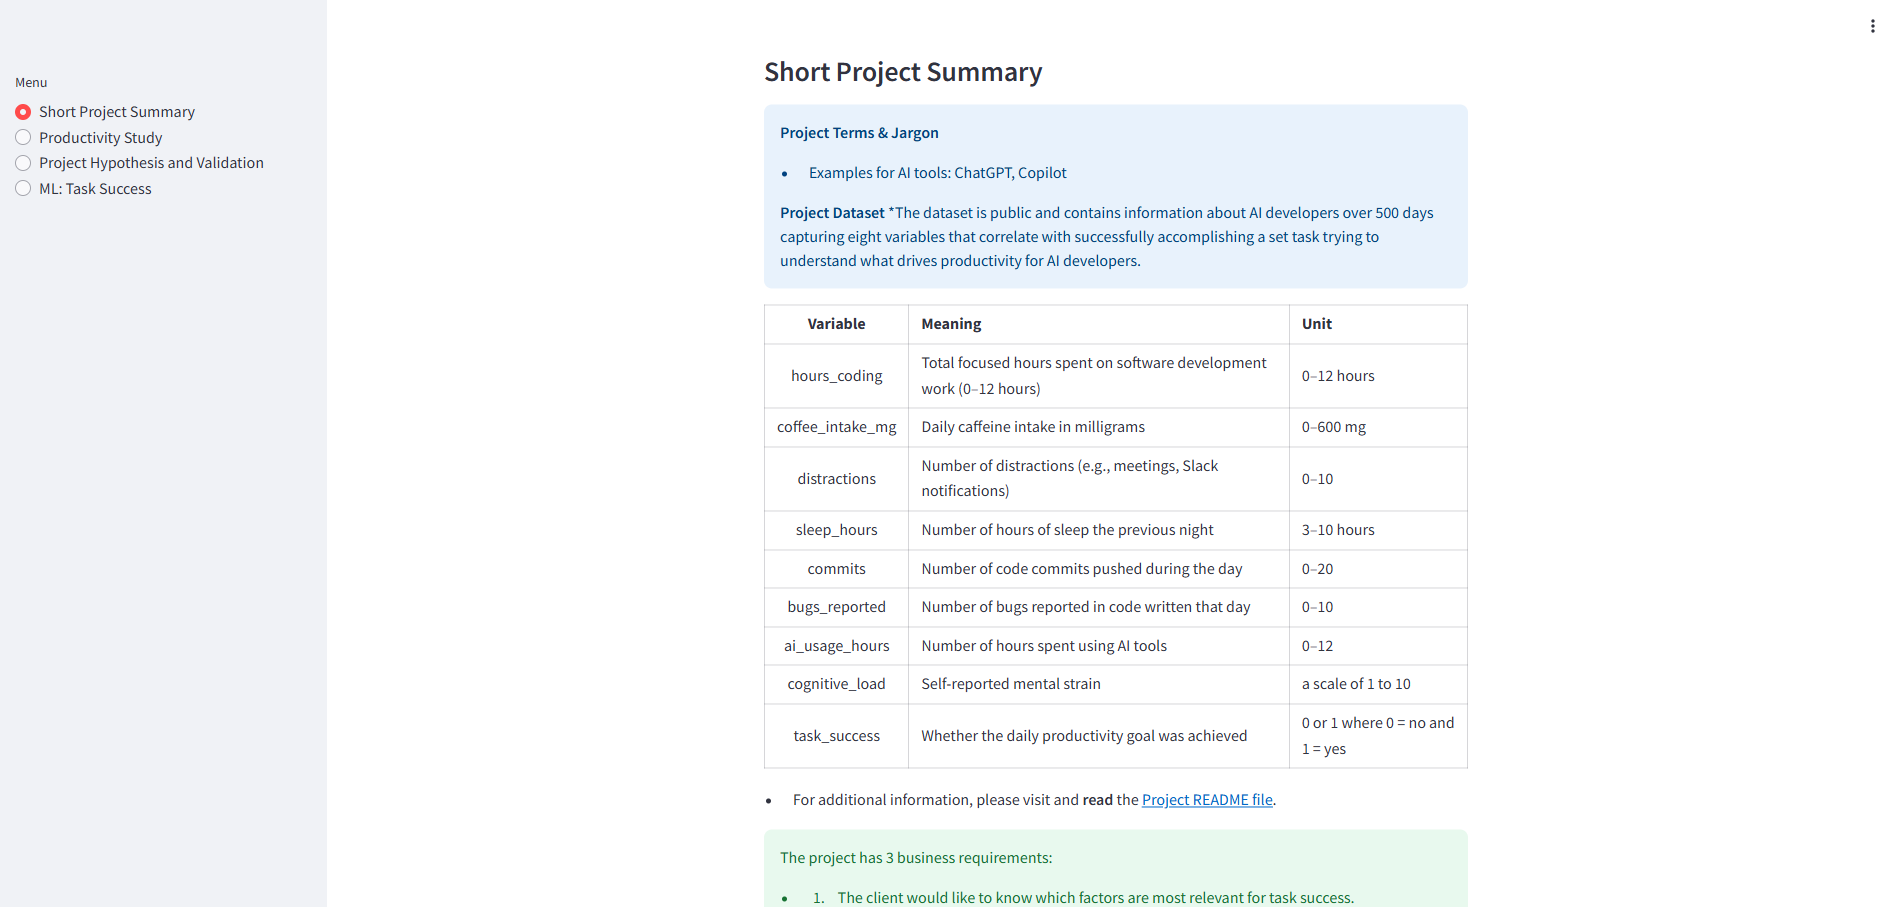 Menu
Short Project Summary
Productivity Study
Project Hypothesis and Validation
ML: Task Success
Short Project Summary
Project Terms & Jargon
• Examples for AI tools: ChatGPT, Copilot
Project Dataset *The dataset is public and contains information about AI developers over 500 days
capturing eight variables that correlate with successfully accomplishing a set task trying to
understand what drives productivity for AI developers.
Variable Meaning Unit
hours_coding Total focused hours spent on software development
work (0–12 hours) 0–12 hours
coffee_intake_mg Daily caffeine intake in milligrams 0–600 mg
distractions Number of distractions (e.g., meetings, Slack
notifications) 0–10
sleep_hours Number of hours of sleep the previous night 3–10 hours
commits Number of code commits pushed during the day 0–20
bugs_reported Number of bugs reported in code written that day 0–10
ai_usage_hours Number of hours spent using AI tools 0–12
cognitive_load Self-reported mental strain a scale of 1 to 10
task_success Whether the daily productivity goal was achieved 0 or 1 where 0 = no and
1 = yes
• For additional information, please visit and read the Project README file.
The project has 3 business requirements:
• 1. The client would like to know which factors are most relevant for task success.